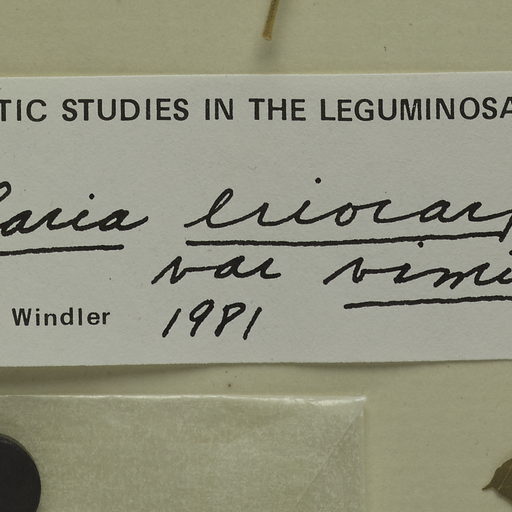 TIC STUDIES IN THE LEGUMINOSA
laria eriocarp
var vimi
Windler 1981